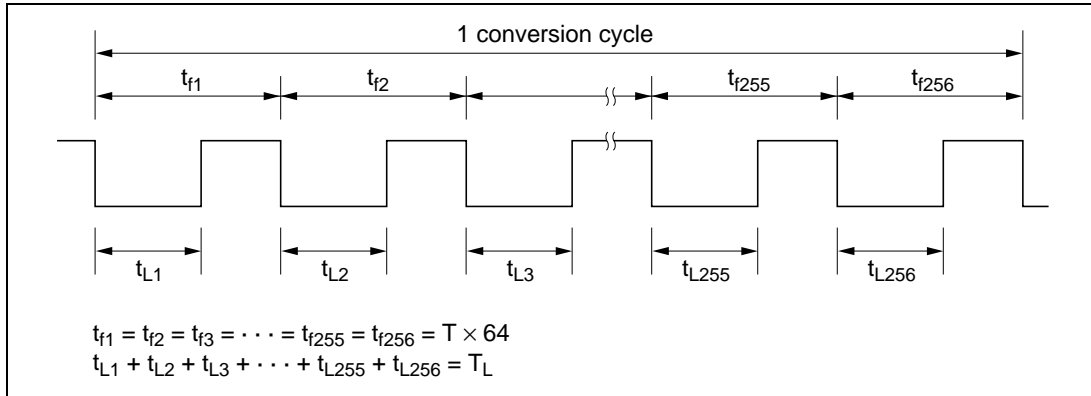 1 conversion cycle
tf1 tf2 tf255 tf256
tL1 tL2 tL3 tL255 tL256
tf1 = tf2 = tf3 = · · · = tf255 = tf256 = T × 64
tL1 + tL2 + tL3 + · · · + tL255 + tL256 = TL